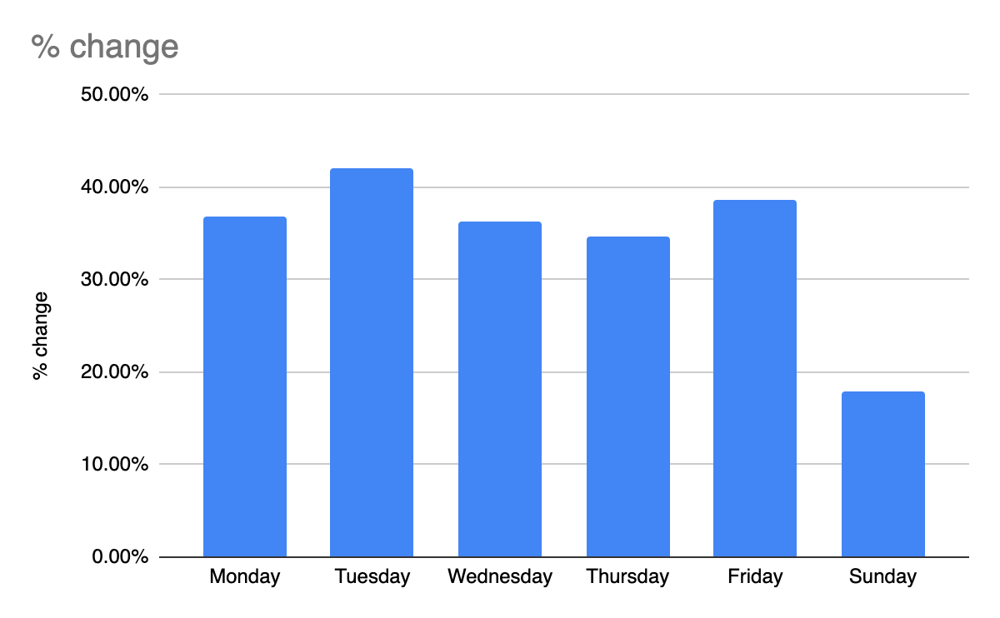 % change
50.00%
40.00%
30.00%
20.00%
10.00%
0.00%
% change
Monday Tuesday Wednesday Thursday Friday Sunday